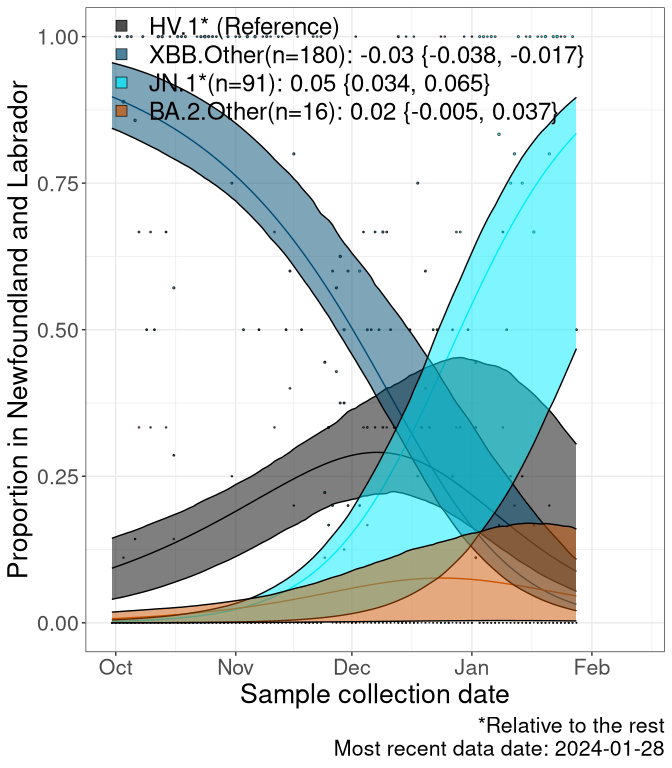 HV.1* (Reference)
XBB.Other(n=180): -0.03 {-0.038, -0.017}
JN.1*(n=91): 0.05 {0.034, 0.065}
BA.2.Other(n=16): 0.02 {-0.005, 0.037}
Proportion in Newfoundland and Labrador
1.00
0.75
0.50
0.25
0.00
Oct Nov Dec Jan Feb
Sample collection date
*Relative to the rest
Most recent data date: 2024-01-28